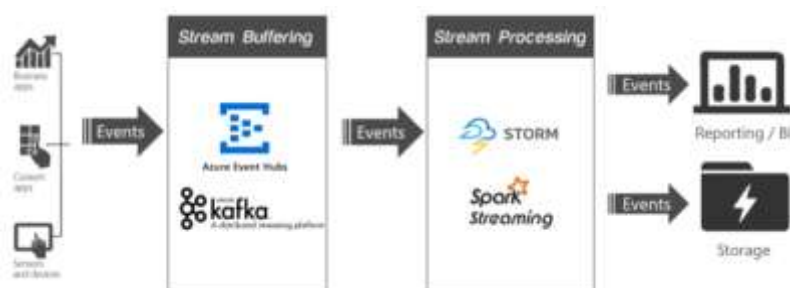 Business
apps
Custom
apps
Sensors
and devices
Events
Stream Buffering
Azure Event Hubs
kafka
A distributed streaming platform
Events
Stream Processing
STORM
Spark
Streaming
Events
Reporting / BI
Events
Storage